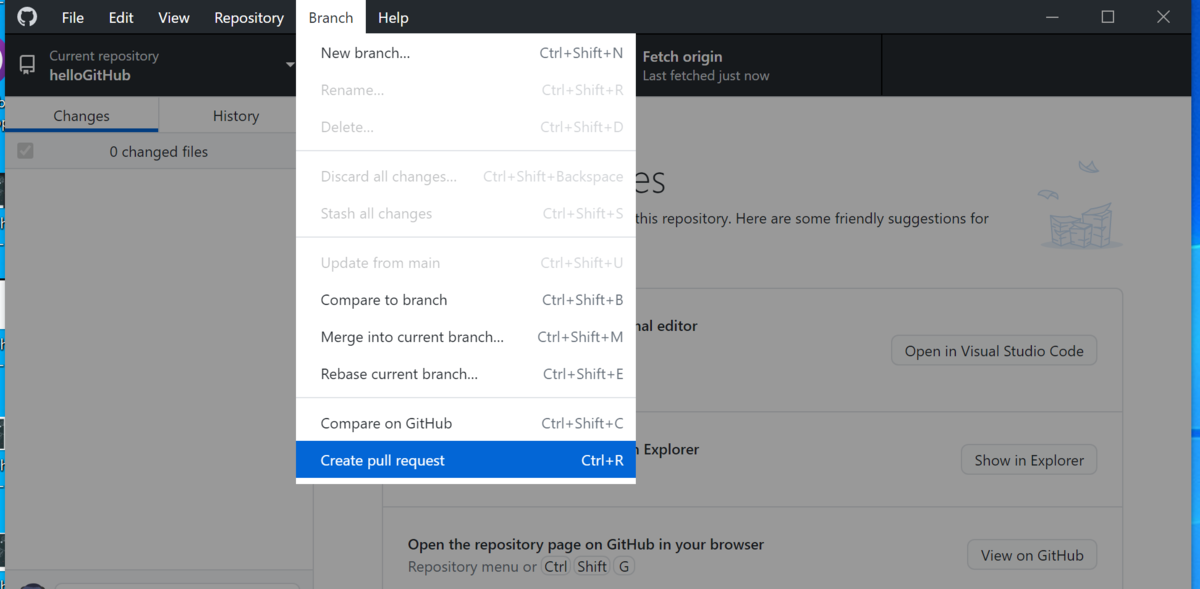 File Edit View Repository Branch Help
Current repository
helloGitHub
Fetch origin
Last fetched just now
Changes History
0 changed files
New branch... Ctrl+Shift+N
Rename... Ctrl+Shift+R
Delete... Ctrl+Shift+D
Discard all changes... Ctrl+Shift+Backspace
Stash all changes Ctrl+Shift+S
Update from main Ctrl+Shift+U
Compare to branch Ctrl+Shift+B
Merge into current branch... Ctrl+Shift+M
Rebase current branch... Ctrl+Shift+E
Compare on GitHub Ctrl+Shift+C
Create pull request Ctrl+R
es
this repository. Here are some friendly suggestions for
nal editor
Open in Visual Studio Code
n Explorer
Show in Explorer
Open the repository page on GitHub in your browser
Repository menu or Ctrl Shift G
View on GitHub